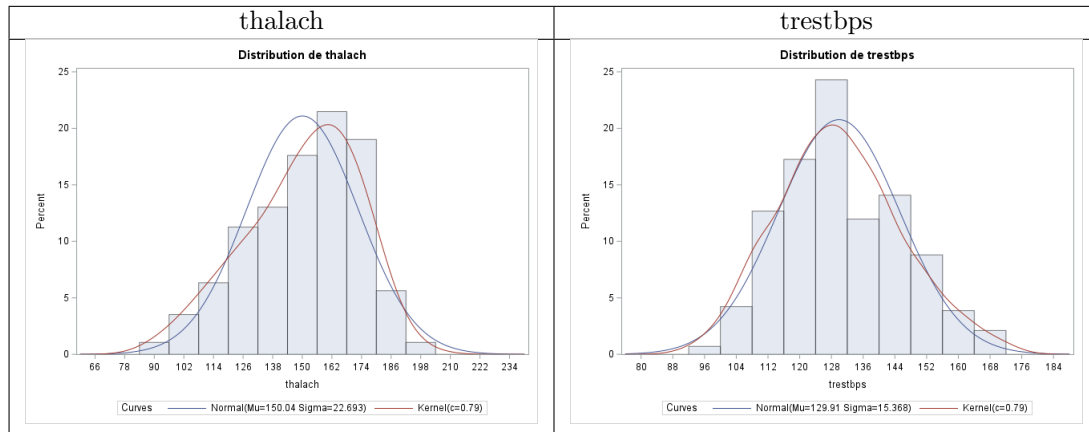 thalach
trestbps
Distribution de thalach
25
20
15
10
5
0
Percent
66 78 90 102 114 126 138 150 162 174 186 198 210 222 234
thalach
Curves Normal(Mu=150.04 Sigma=22.693) Kernel(c=0.79)
Distribution de trestbps
25
20
15
10
5
0
Percent
80 88 96 104 112 120 128 136 144 152 160 168 176 184
trestbps
Curves Normal(Mu=129.91 Sigma=15.368) Kernel(c=0.79)